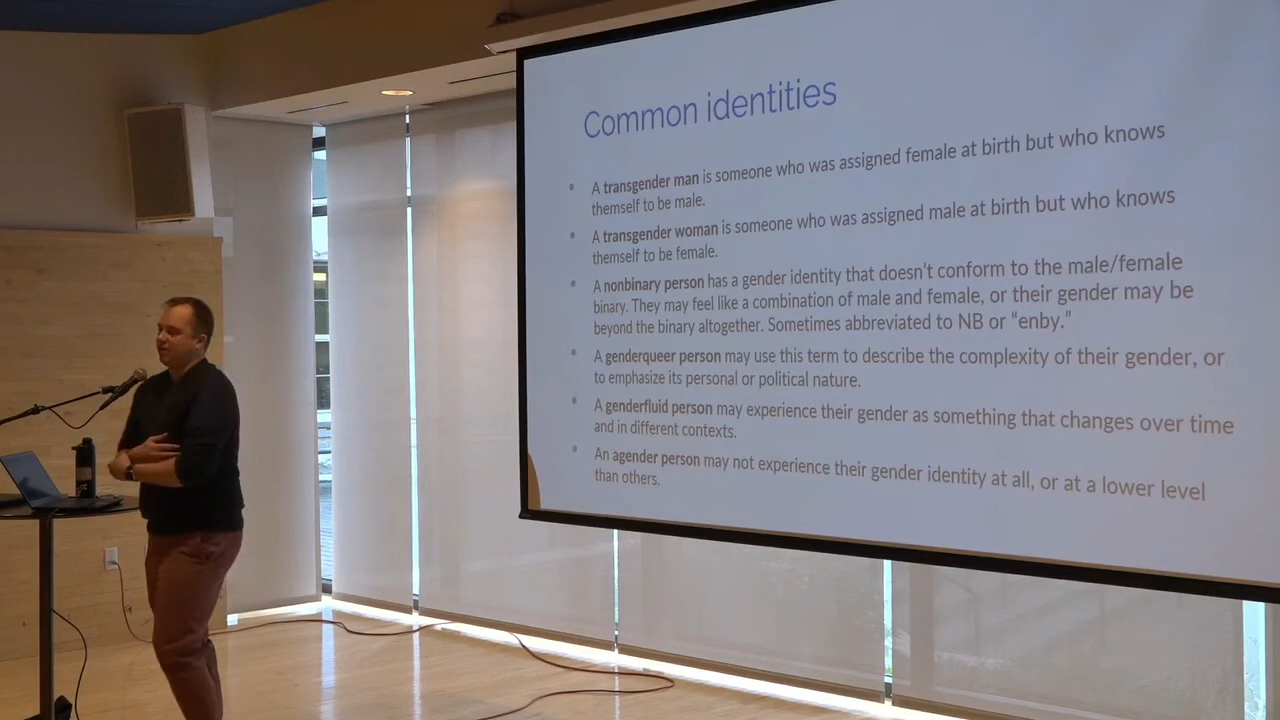 Common identities
A transgender man is someone who was assigned female at birth but who knows
themself to be male.
A transgender woman is someone who was assigned male at birth but who knows
themself to be female.
A nonbinary person has a gender identity that doesn't conform to the male/female
binary. They may feel like a combination of male and female, or their gender may be
beyond the binary altogether. Sometimes abbreviated to NB or “enby.”
A genderqueer person may use this term to describe the complexity of their gender, or
to emphasize its personal or political nature.
A genderfluid person may experience their gender as something that changes over time
and in different contexts.
An agender person may not experience their gender identity at all, or at a lower level
than others.